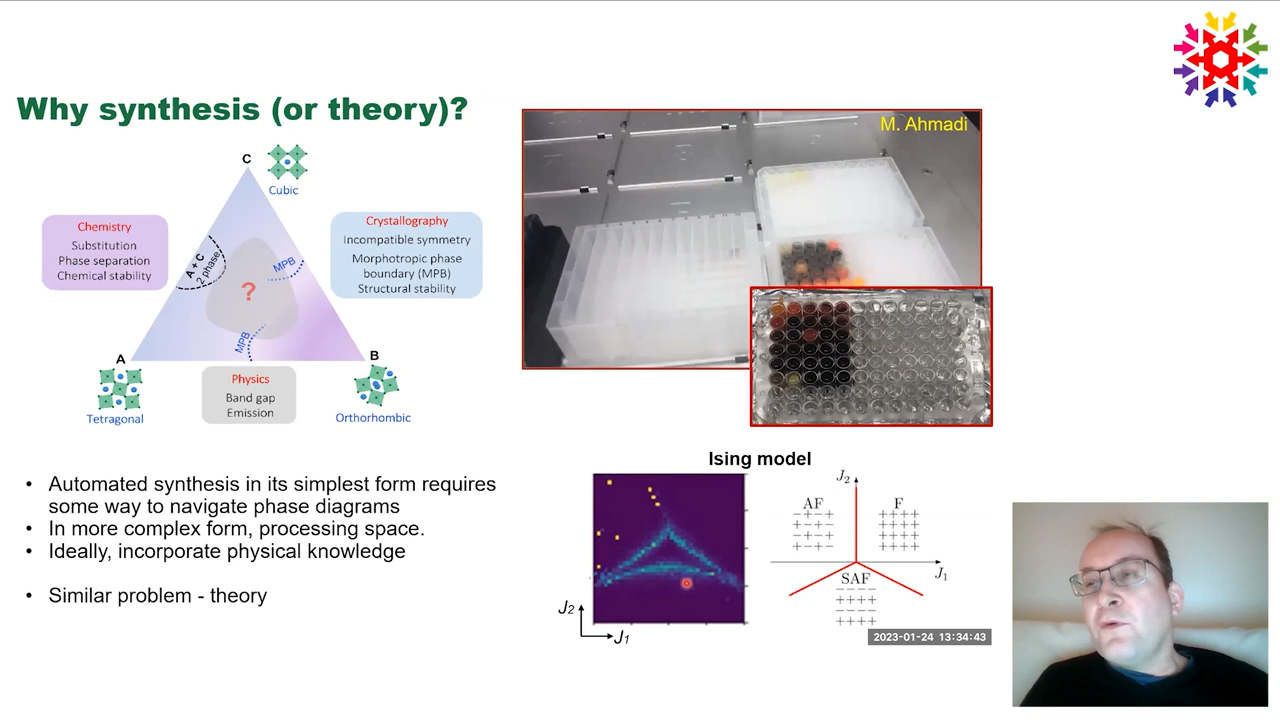 Why synthesis (or theory)?
C
Cubic
Chemistry
Substitution
Phase separation
Chemical stability
A + C
2 phase
MPB
?
MPB
Crystallography
Incompatible symmetry
Morphotropic phase
boundary (MPB)
Structural stability
A
B
Tetragonal
Physics
Band gap
Emission
Orthorhombic
M. Ahmadi
• Automated synthesis in its simplest form requires
some way to navigate phase diagrams
• In more complex form, processing space.
• Ideally, incorporate physical knowledge
• Similar problem - theory
Ising model
J2
J1
J2
AF
−+−+
+−+−
−+−+
+−+−
F
++++
++++
++++
++++
J1
SAF
−−−−
++++
−−−−
++++
2023-01-24 13:34:43